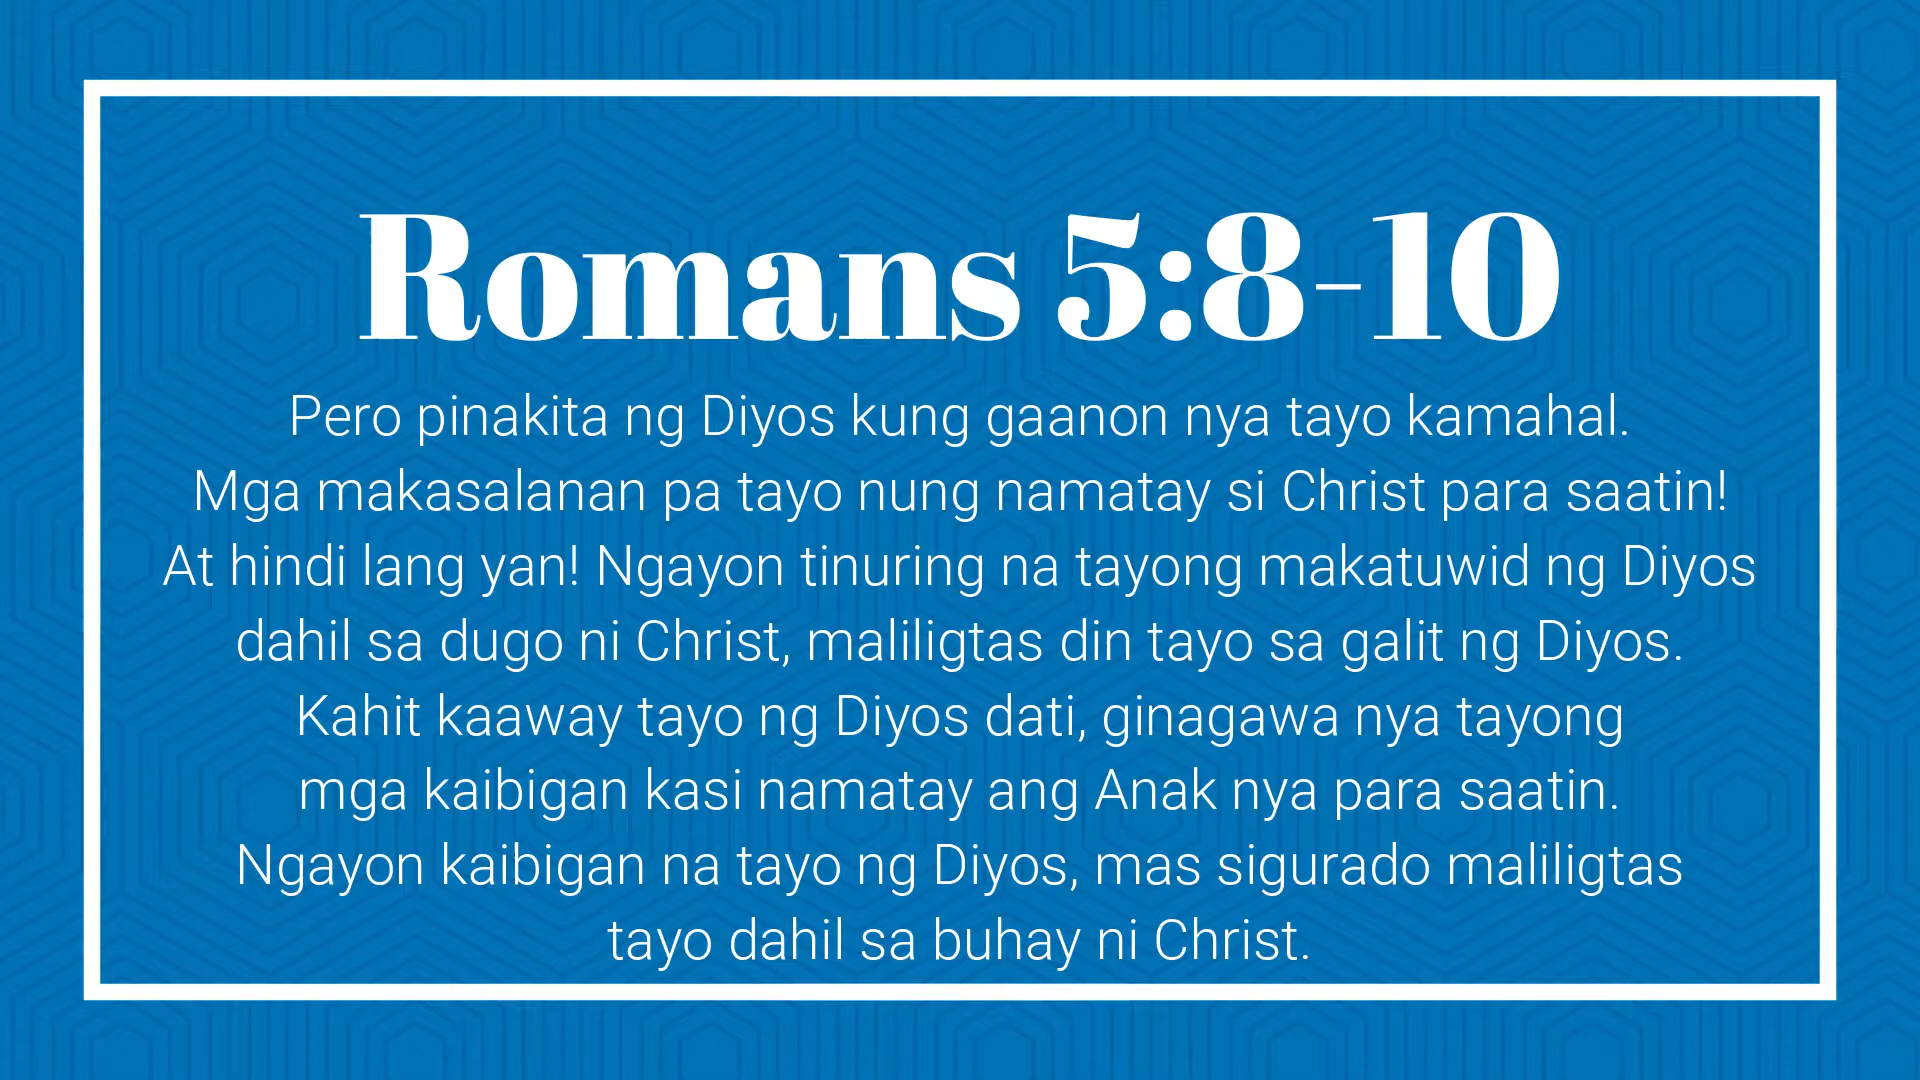 Romans 5:8-10
Pero pinakita ng Diyos kung gaanon nya tayo kamahal.
Mga makasalanan pa tayo nung namatay si Christ para saatin!
At hindi lang yan! Ngayon tinuring na tayong makatuwid ng Diyos
dahil sa dugo ni Christ, maliligtas din tayo sa galit ng Diyos.
Kahit kaaway tayo ng Diyos dati, ginagawa nya tayong
mga kaibigan kasi namatay ang Anak nya para saatin.
Ngayon kaibigan na tayo ng Diyos, mas sigurado maliligtas
tayo dahil sa buhay ni Christ.